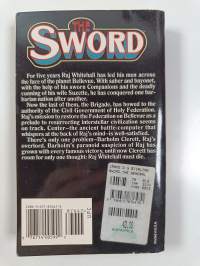 THE
SWORD
For five years Raj Whitehall has led his men across
the face of the planet Bellevue. With saber and bayonet,
with the help of his sworn Companions and the deadly
cunning of his wife Suzette, he has conquered one bar-
barian nation after another.
Now the last of them, the Brigade, has bowed to the
authority of the Civil Government of Holy Federation.
Raj's mission to restore the Federation on Bellevue as a
prelude to resurrecting interstellar civilization seems
on track. Center—the ancient battle-computer that
whispers at the back of Raj's mind—is well-satisfied.
There's only one problem—Barholm Clerett, Raj's
overlord. Barholm's paranoid suspicion of Raj has
grown with every famous victory, until now Clerett has
room for only one thought: Raj Whitehall must die.